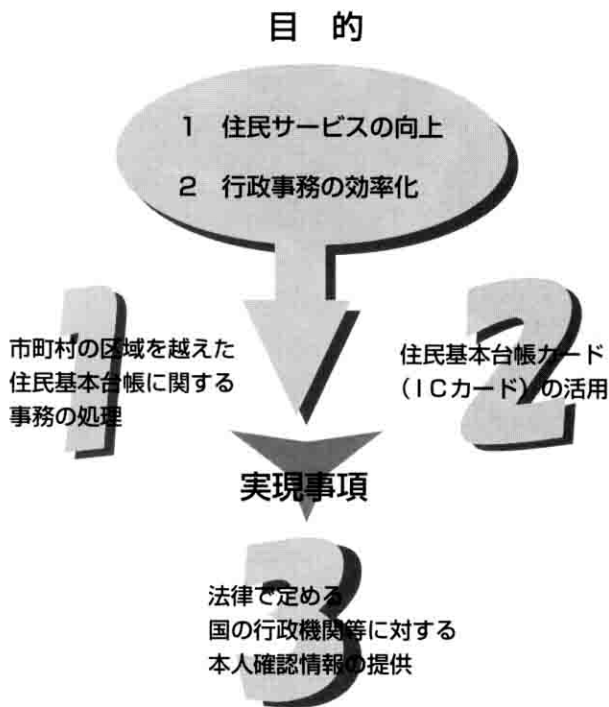 目 的
1 住民サービスの向上
2 行政事務の効率化
1
市町村の区域を越えた
住民基本台帳に関する
事務の処理
2
住民基本台帳カード
(ICカード)の活用
実現事項
3
法律で定める
国の行政機関等に対する
本人確認情報の提供